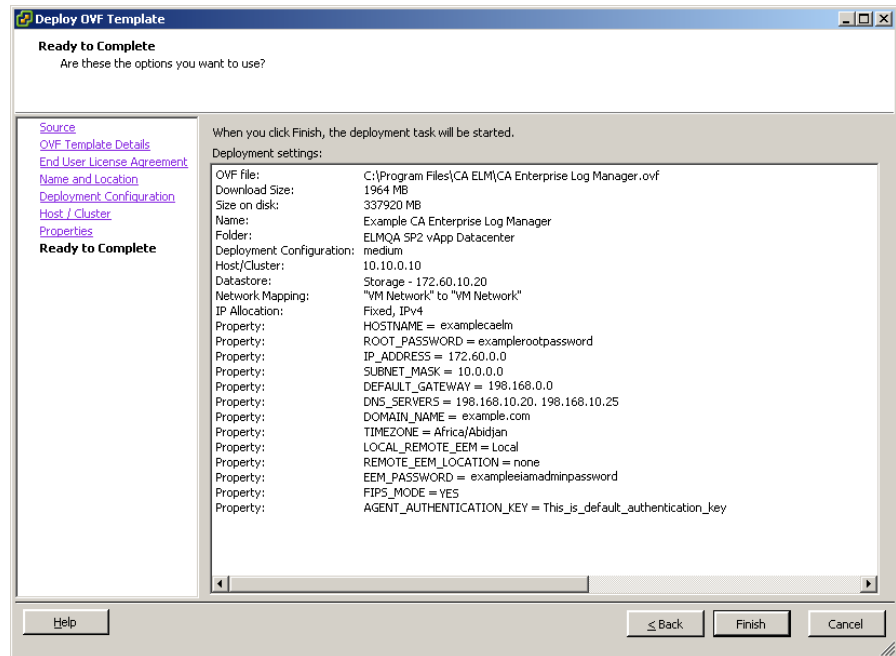 Deploy OVF Template
Ready to Complete
Are these the options you want to use?
Source
OVF Template Details
End User License Agreement
Name and Location
Deployment Configuration
Host / Cluster
Properties
Ready to Complete
When you click Finish, the deployment task will be started.
Deployment settings:
OVF file: C:\Program Files\CA ELM\CA Enterprise Log Manager.ovf
Download Size: 1964 MB
Size on disk: 337920 MB
Name: Example CA Enterprise Log Manager
Folder: ELMQA SP2 vApp Datacenter
Deployment Configuration: medium
Host/Cluster: 10.10.0.10
Datastore: Storage - 172.60.10.20
Network Mapping: "VM Network" to "VM Network"
IP Allocation: Fixed, IPv4
Property: HOSTNAME = examplecaelm
Property: ROOT_PASSWORD = examplerootpassword
Property: IP_ADDRESS = 172.60.0.0
Property: SUBNET_MASK = 10.0.0.0
Property: DEFAULT_GATEWAY = 198.168.0.0
Property: DNS_SERVERS = 198.168.10.20. 198.168.10.25
Property: DOMAIN_NAME = example.com
Property: TIMEZONE = Africa/Abidjan
Property: LOCAL_REMOTE_EEM = Local
Property: REMOTE_EEM_LOCATION = none
Property: EEM_PASSWORD = exampleeiamadminpassword
Property: FIPS_MODE = YES
Property: AGENT_AUTHENTICATION_KEY = This_is_default_authentication_key
Help
≤ Back
Finish
Cancel